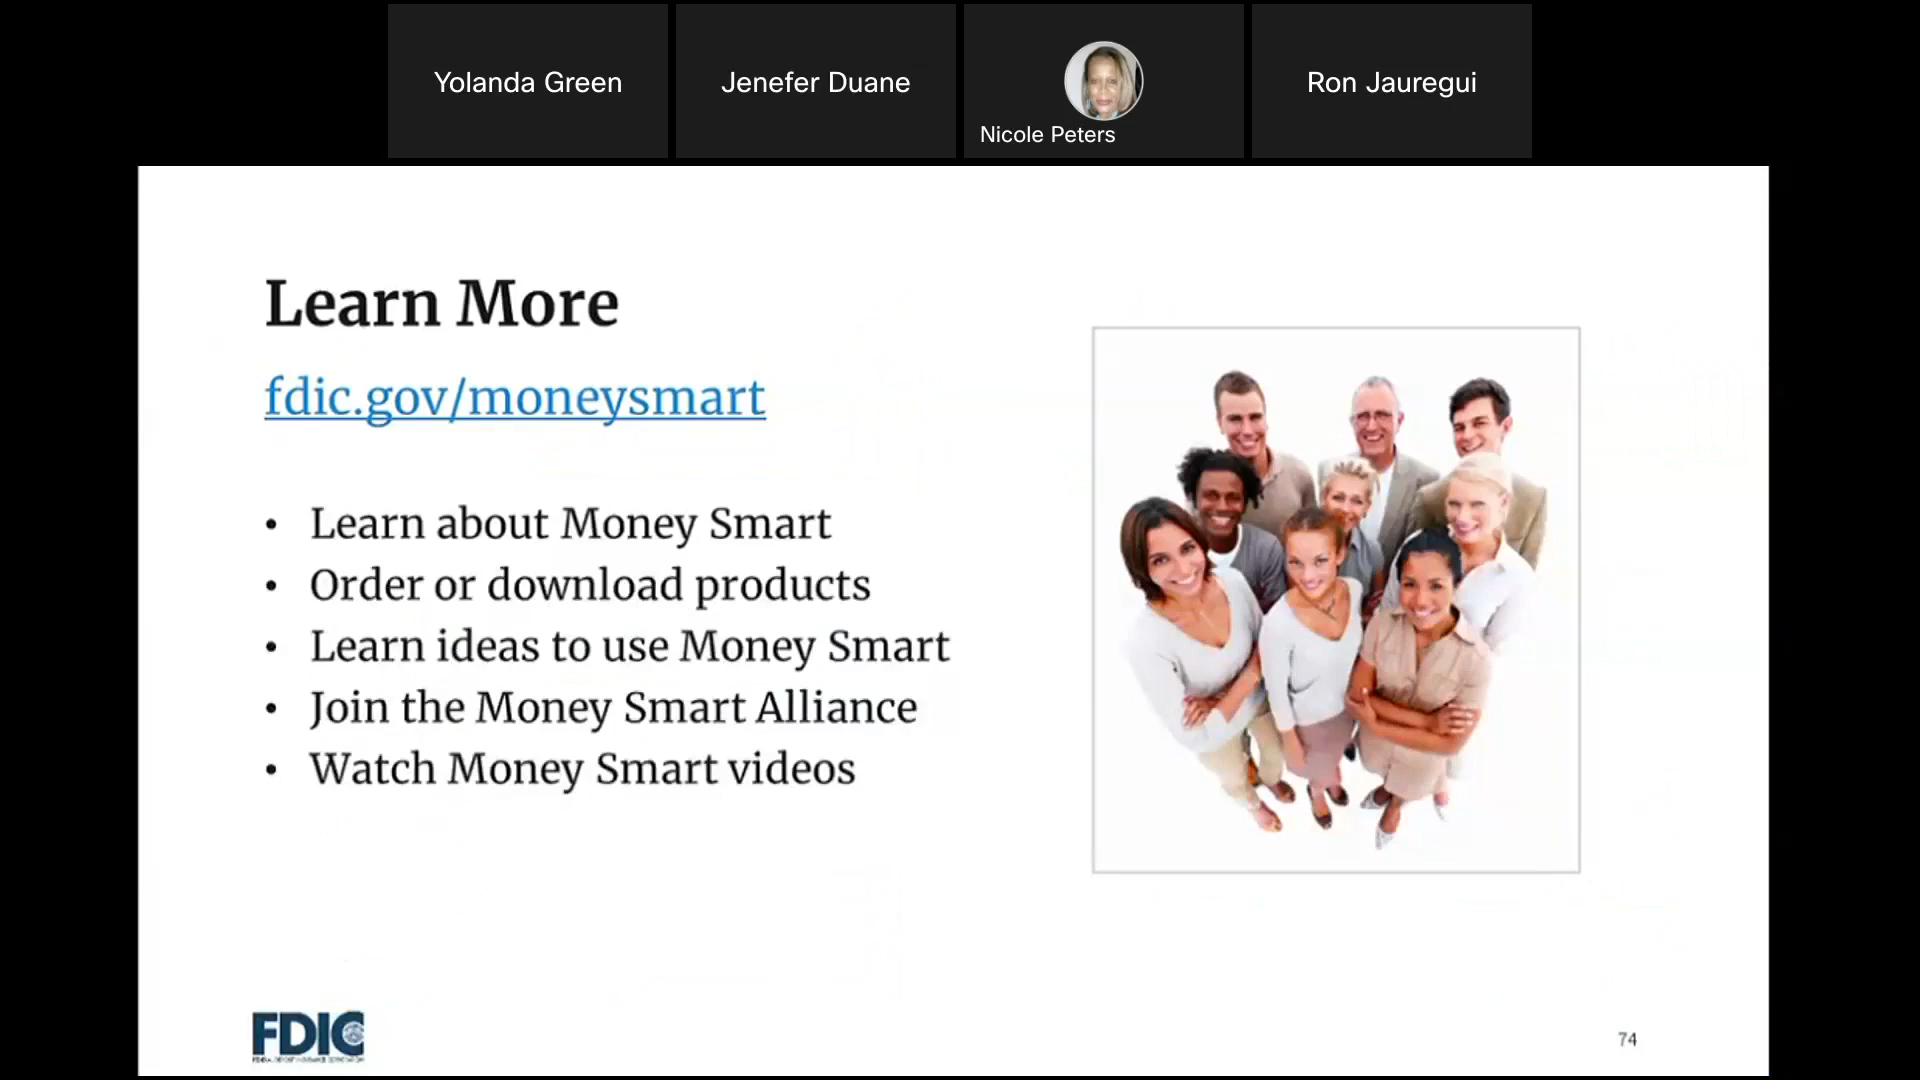 Yolanda Green
Jenefer Duane
Nicole Peters
Ron Jauregui
Learn More
fdic.gov/moneysmart
• Learn about Money Smart
• Order or download products
• Learn ideas to use Money Smart
• Join the Money Smart Alliance
• Watch Money Smart videos
FDIC
74